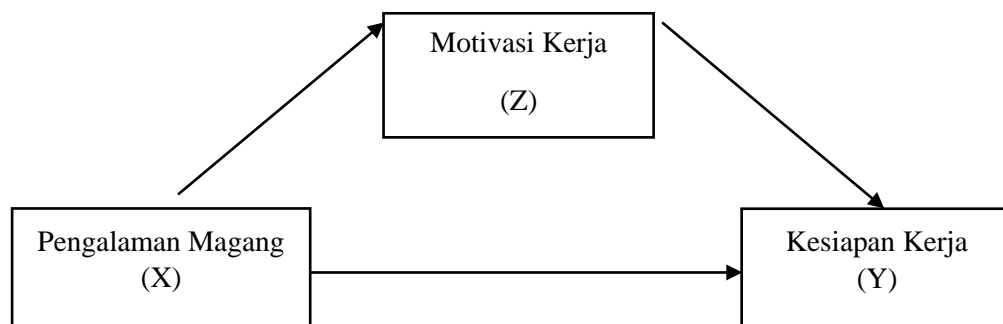 Motivasi Kerja
(Z)
Pengalaman Magang
(X)
Kesiapan Kerja
(Y)